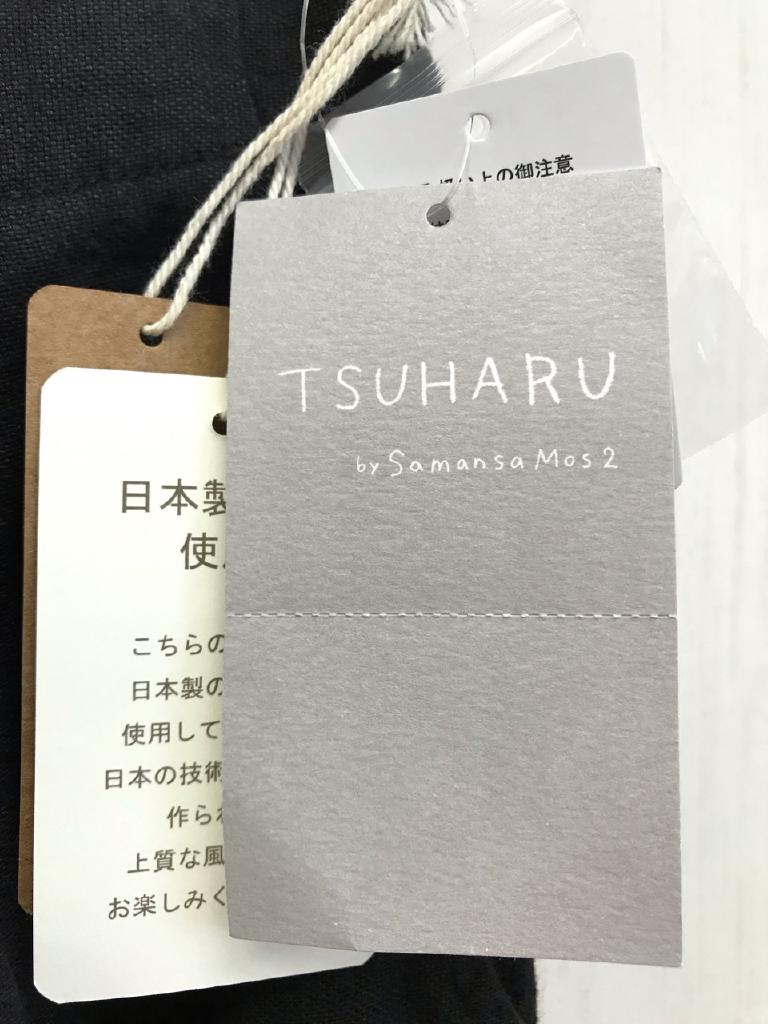 い上の御注意
TSUHARU
by Samansa Mos2
日本製
使
こちらの
日本製の
使用して
日本の技術
作ら
上質な風
お楽しみく